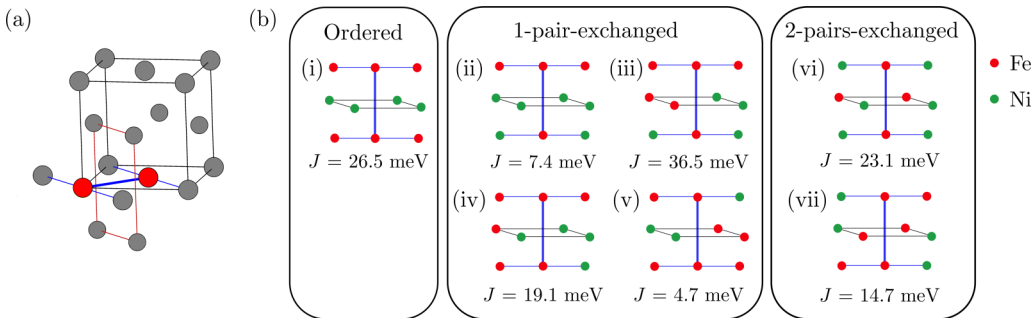 (a)
(b)
Ordered
(i)
J = 26.5 meV
1-pair-exchanged
(ii)
J = 7.4 meV
(iii)
J = 36.5 meV
(iv)
J = 19.1 meV
(v)
J = 4.7 meV
2-pairs-exchanged
(vi)
J = 23.1 meV
(vii)
J = 14.7 meV
Fe
Ni